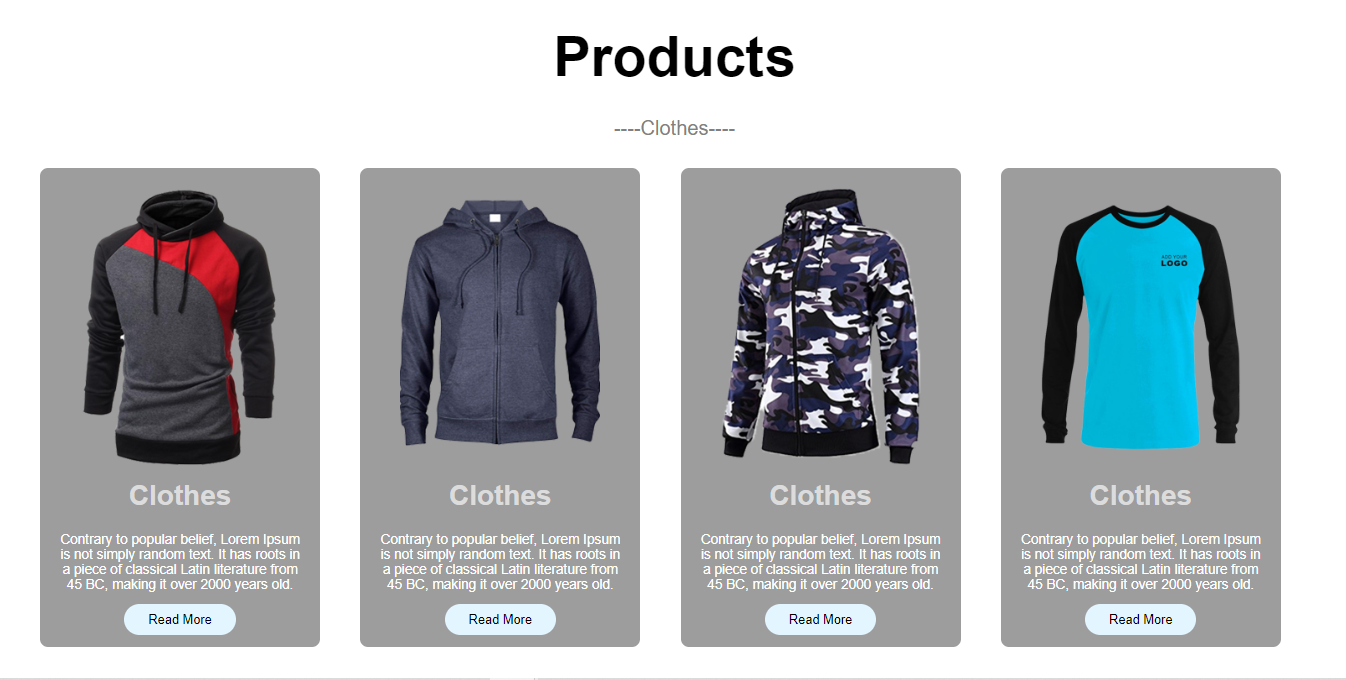 Products
----Clothes----
ADD YOUR
LOGO
Clothes
Contrary to popular belief, Lorem Ipsum
is not simply random text. It has roots in
a piece of classical Latin literature from
45 BC, making it over 2000 years old.
Read More
Clothes
Contrary to popular belief, Lorem Ipsum
is not simply random text. It has roots in
a piece of classical Latin literature from
45 BC, making it over 2000 years old.
Read More
Clothes
Contrary to popular belief, Lorem Ipsum
is not simply random text. It has roots in
a piece of classical Latin literature from
45 BC, making it over 2000 years old.
Read More
Clothes
Contrary to popular belief, Lorem Ipsum
is not simply random text. It has roots in
a piece of classical Latin literature from
45 BC, making it over 2000 years old.
Read More